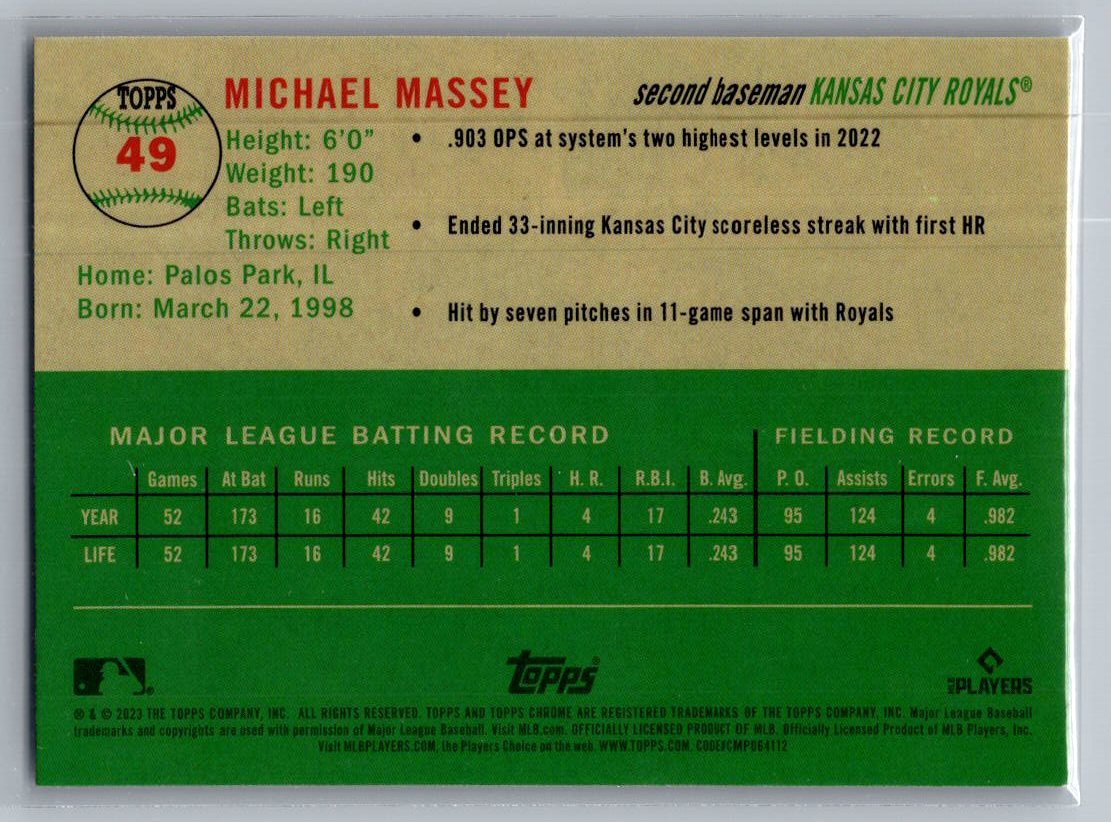 TOPPS
49
MICHAEL MASSEY
second baseman KANSAS CITY ROYALS®
Height: 6'0"
Weight: 190
Bats: Left
Throws: Right
Home: Palos Park, IL
Born: March 22, 1998
• .903 OPS at system's two highest levels in 2022
• Ended 33-inning Kansas City scoreless streak with first HR
• Hit by seven pitches in 11-game span with Royals
MAJOR LEAGUE BATTING RECORD FIELDING RECORD
Games At Bat Runs Hits Doubles Triples H. R. R.B.I. B. Avg. P. O. Assists Errors F. Avg.
YEAR 52 173 16 42 9 1 4 17 .243 95 124 4 .982
LIFE 52 173 16 42 9 1 4 17 .243 95 124 4 .982
Topps®
PLAYERS
® & © 2023 THE TOPPS COMPANY, INC. ALL RIGHTS RESERVED. TOPPS AND TOPPS CHROME ARE REGISTERED TRADEMARKS OF THE TOPPS COMPANY, INC. Major League Baseball
trademarks and copyrights are used with permission of Major League Baseball. Visit MLB.com. OFFICIALLY LICENSED PRODUCT OF MLB. Officially Licensed Product of MLB Players, Inc.
Visit MLBPLAYERS.COM, the Players Choice on the web. WWW.TOPPS.COM. CODE#CMP064112